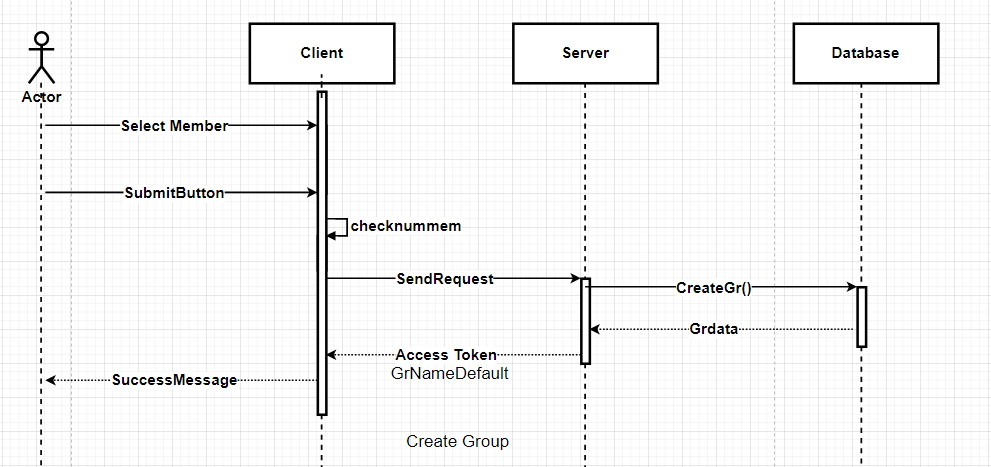 Client
Server
Database
Actor
Select Member
SubmitButton
checknummem
SendRequest
CreateGr()
Grdata
Access Token
GrNameDefault
SuccessMessage
Create Group